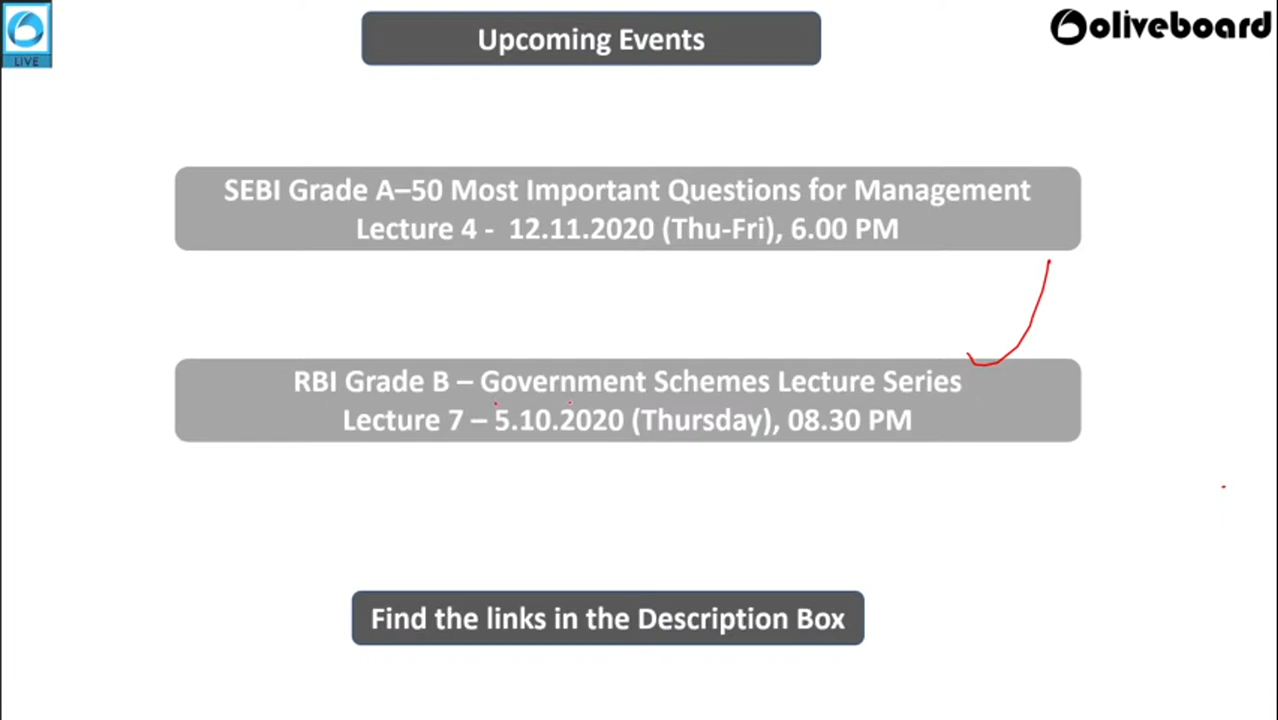 Upcoming Events
oliveboard
LIVE
SEBI Grade A–50 Most Important Questions for Management
Lecture 4 - 12.11.2020 (Thu-Fri), 6.00 PM
RBI Grade B – Government Schemes Lecture Series
Lecture 7 – 5.10.2020 (Thursday), 08.30 PM
Find the links in the Description Box